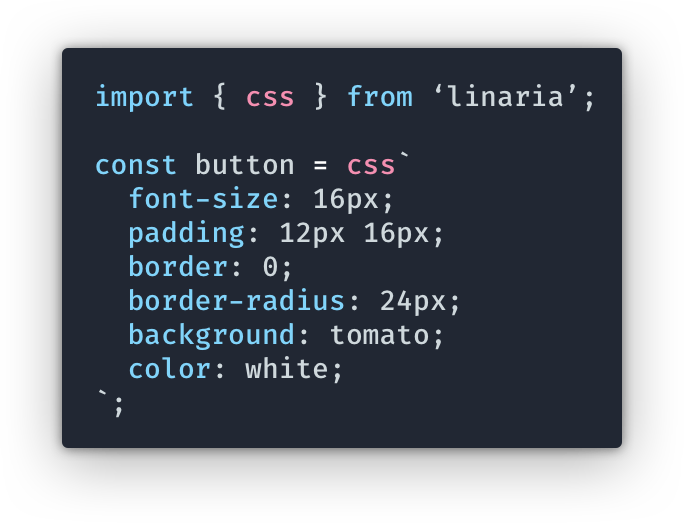 import { css } from ‘linaria’;
const button = css`
font-size: 16px;
padding: 12px 16px;
border: 0;
border-radius: 24px;
background: tomato;
color: white;
`;